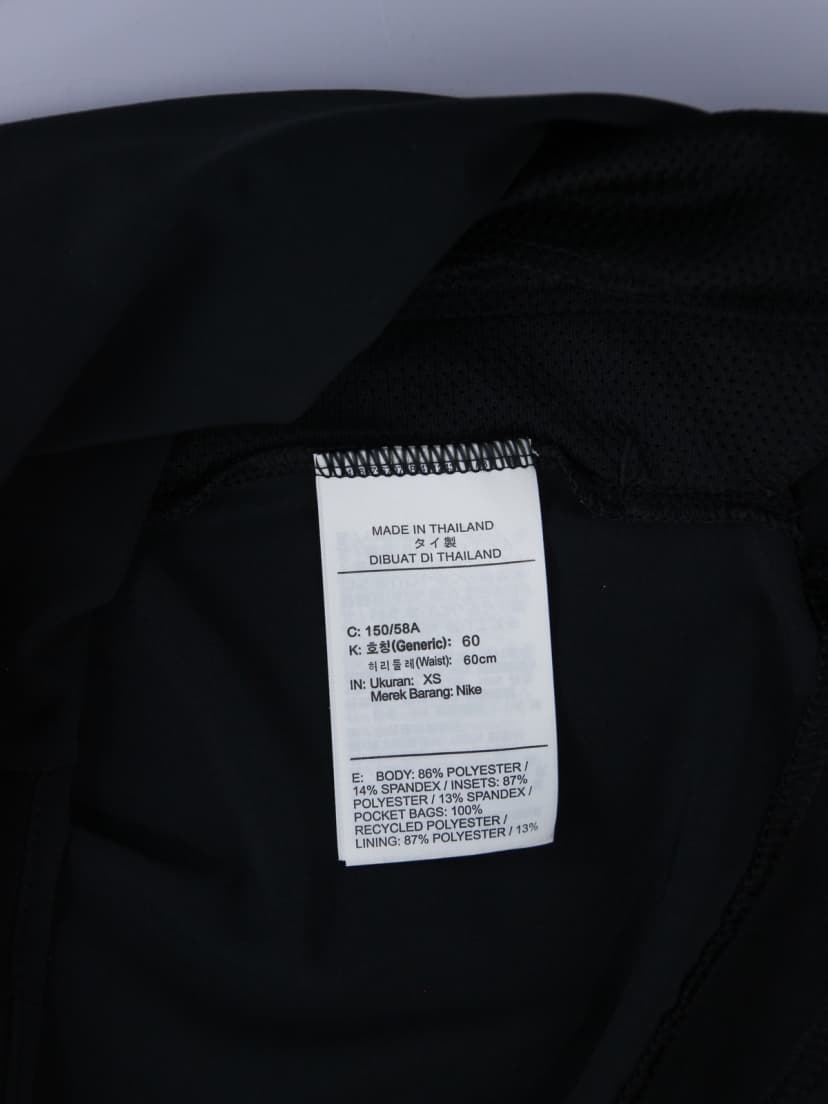 MADE IN THAILAND
タイ製
DIBUAT DI THAILAND
C: 150/58A
K: 호칭(Generic): 60
허리둘레(Waist): 60cm
IN: Ukuran: XS
Merek Barang: Nike
E: BODY: 86% POLYESTER /
14% SPANDEX / INSETS: 87%
POLYESTER / 13% SPANDEX /
POCKET BAGS: 100%
RECYCLED POLYESTER /
LINING: 87% POLYESTER / 13%